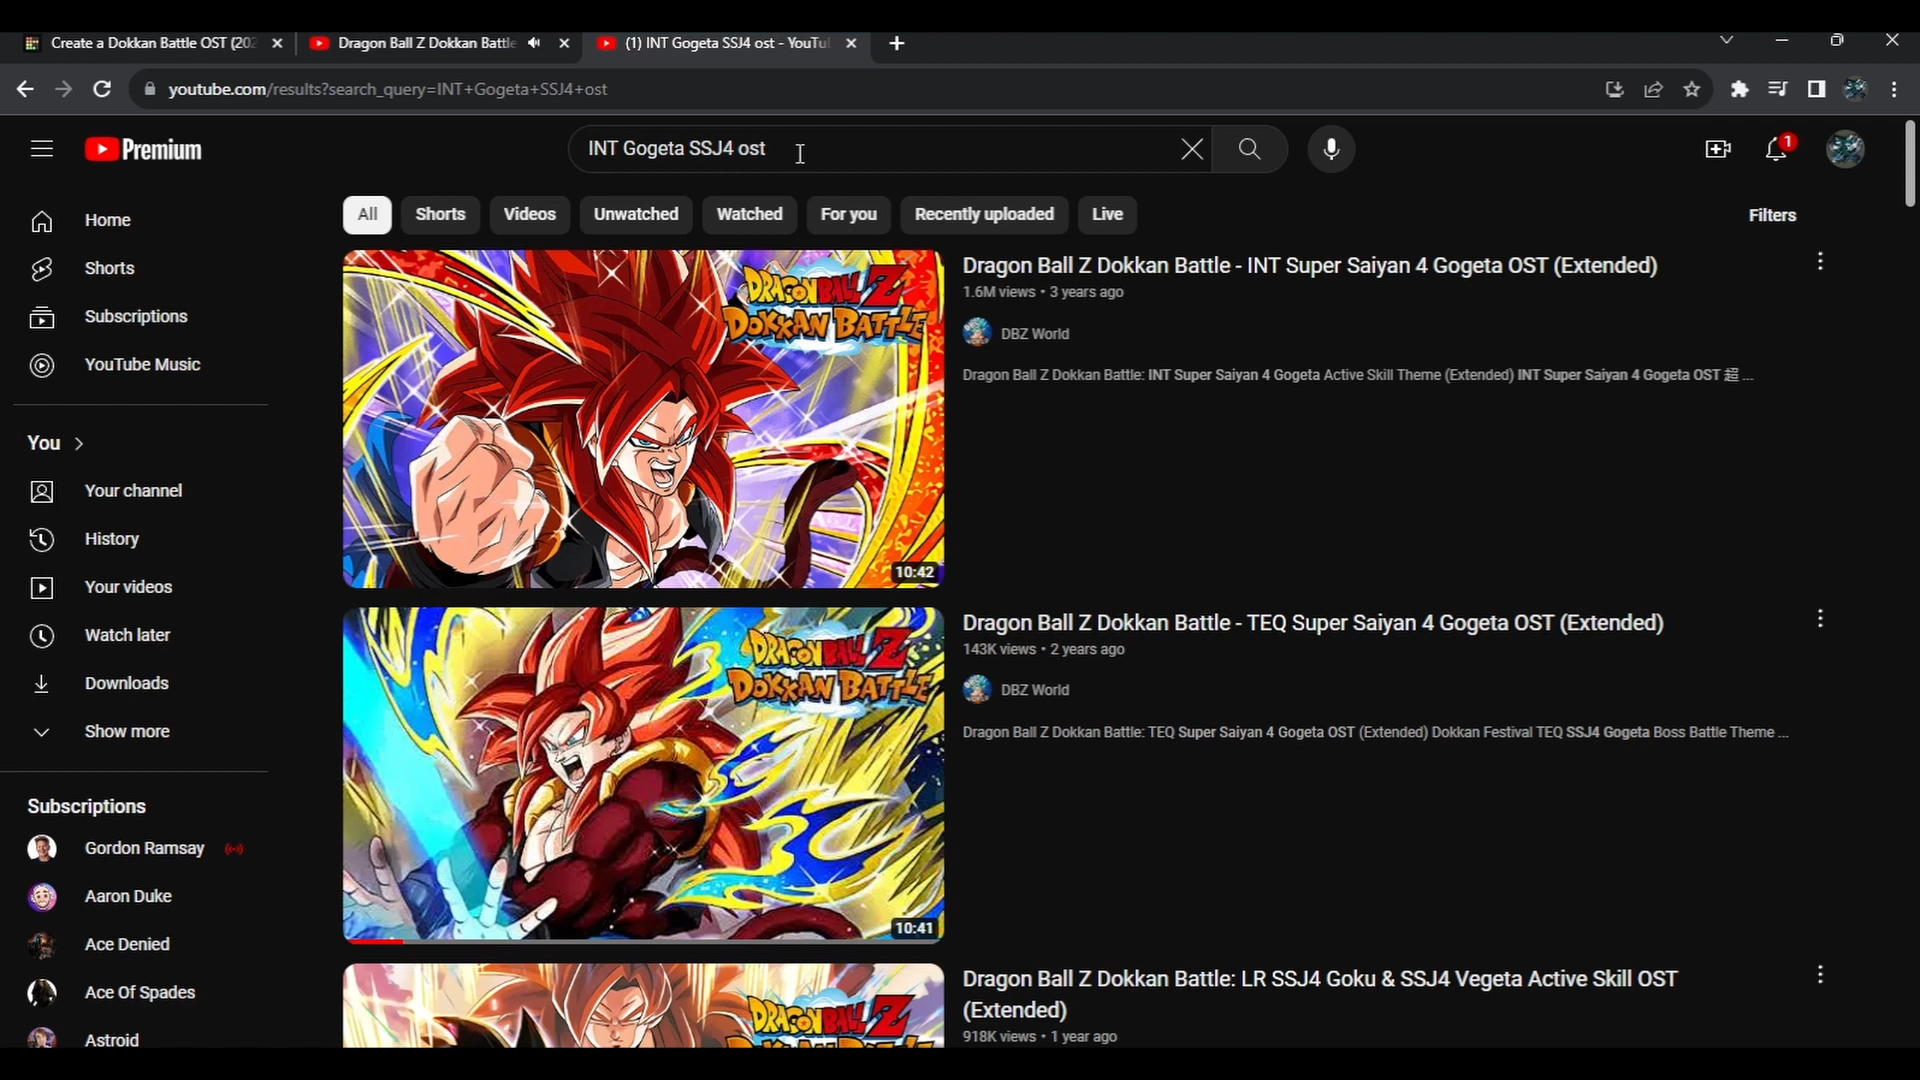 Create a Dokkan Battle OST (202
Dragon Ball Z Dokkan Battle
(1) INT Gogeta SSJ4 ost - YouTu
youtube.com/results?search_query=INT+Gogeta+SSJ4+ost
Premium
INT Gogeta SSJ4 ost
1
All
Shorts
Videos
Unwatched
Watched
For you
Recently uploaded
Live
Filters
Home
Shorts
Subscriptions
YouTube Music
You
Your channel
History
Your videos
Watch later
Downloads
Show more
Subscriptions
Gordon Ramsay
Aaron Duke
Ace Denied
Ace Of Spades
Astroid
DRAGON BALL Z
DOKKAN BATTLE
10:42
Dragon Ball Z Dokkan Battle - INT Super Saiyan 4 Gogeta OST (Extended)
1.6M views • 3 years ago
DBZ World
Dragon Ball Z Dokkan Battle: INT Super Saiyan 4 Gogeta Active Skill Theme (Extended) INT Super Saiyan 4 Gogeta OST 超 ...
DRAGON BALL Z
DOKKAN BATTLE
10:41
Dragon Ball Z Dokkan Battle - TEQ Super Saiyan 4 Gogeta OST (Extended)
143K views • 2 years ago
DBZ World
Dragon Ball Z Dokkan Battle: TEQ Super Saiyan 4 Gogeta OST (Extended) Dokkan Festival TEQ SSJ4 Gogeta Boss Battle Theme ...
DRAGON BALL Z
DOKKAN BATTLE
Dragon Ball Z Dokkan Battle: LR SSJ4 Goku & SSJ4 Vegeta Active Skill OST
(Extended)
918K views • 1 year ago